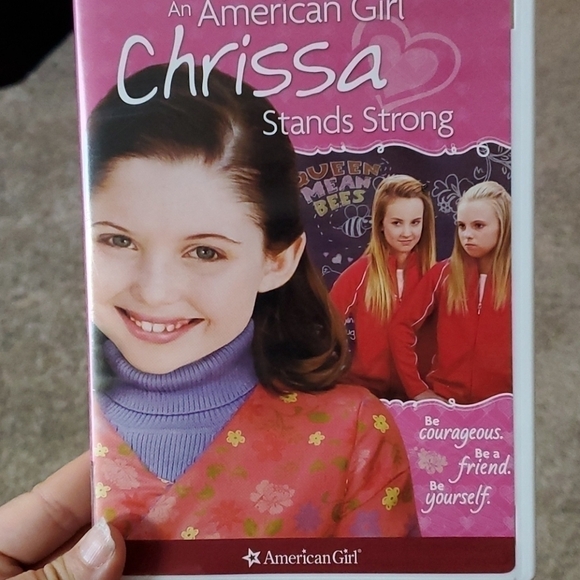 An American Girl
Chrissa
Stands Strong
QUEEN
MEAN
BEES
Be
courageous.
Be a
friend.
Be
yourself.
American Girl®